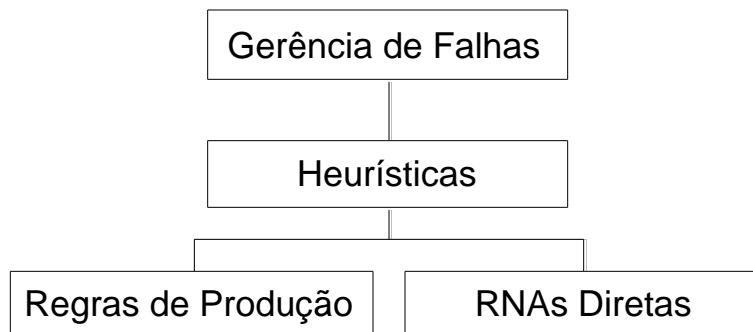 Gerência de Falhas
Heurísticas
Regras de Produção
RNAs Diretas